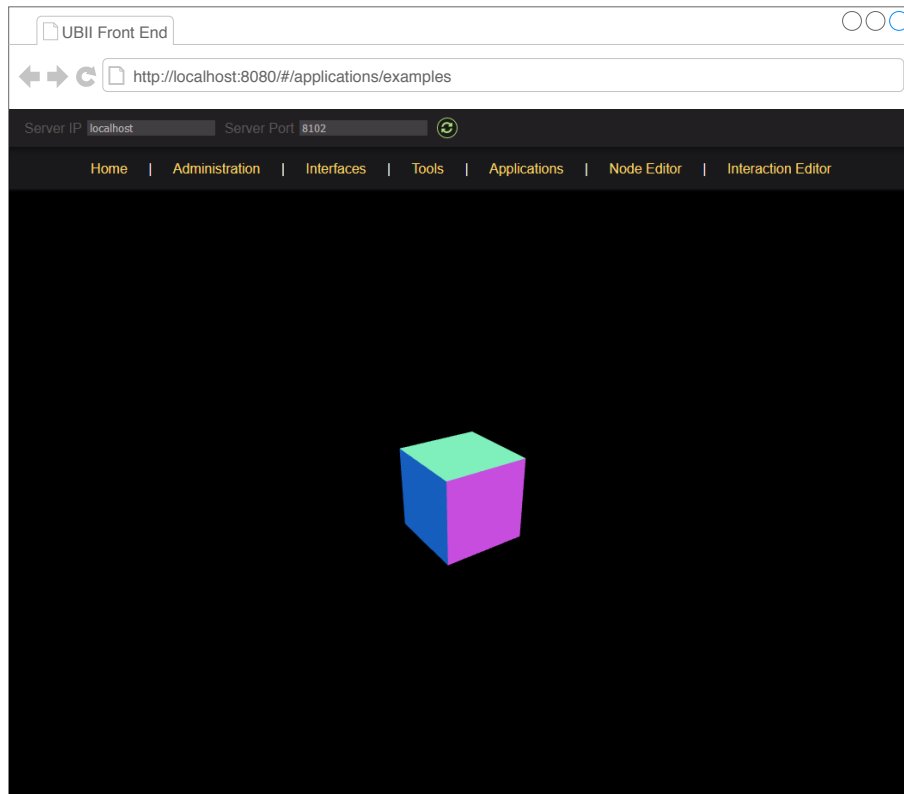 UBII Front End
http://localhost:8080/#/applications/examples
Server IP localhost Server Port 8102
Home | Administration | Interfaces | Tools | Applications | Node Editor | Interaction Editor